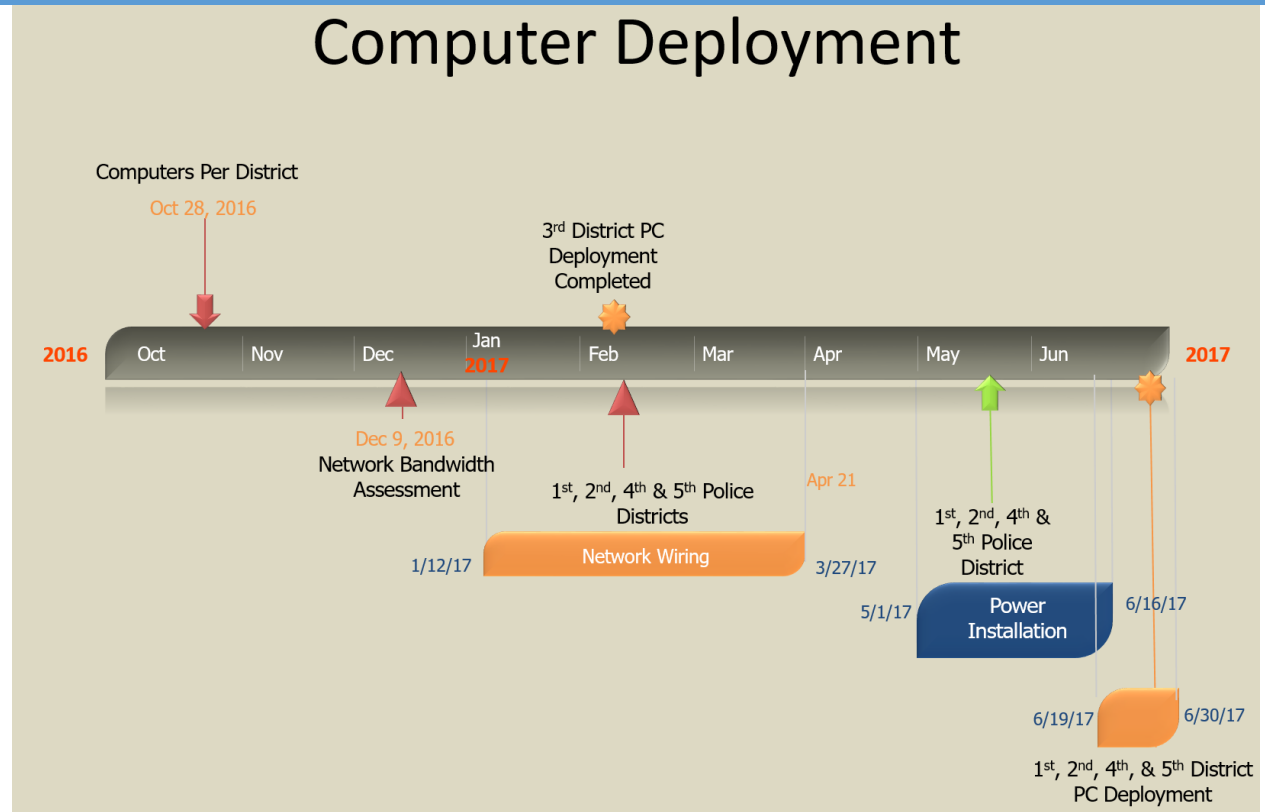 Computer Deployment
Computers Per District
Oct 28, 2016
3rd District PC
Deployment
Completed
2016
Oct
Nov
Dec
Jan
2017
Feb
Mar
Apr
May
Jun
2017
Dec 9, 2016
Network Bandwidth
Assessment
1st, 2nd, 4th & 5th Police
Districts
Apr 21
1/12/17
Network Wiring
3/27/17
1st, 2nd, 4th &
5th Police
District
5/1/17
Power
Installation
6/16/17
6/19/17
6/30/17
1st, 2nd, 4th, & 5th District
PC Deployment